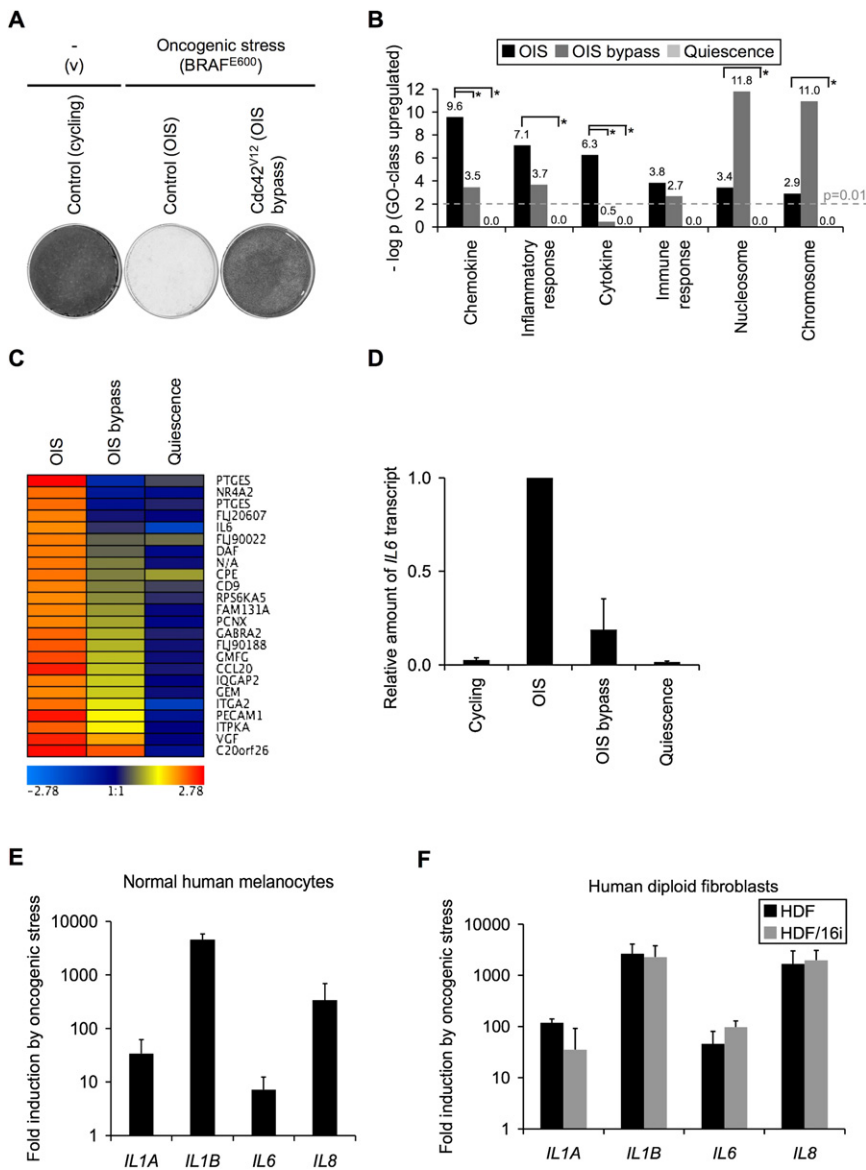 A
-
(v)
Oncogenic stress
(BRAFE600)
Control (cycling)
Control (OIS)
Cdc42V12 (OIS
bypass)
B
OIS OIS bypass Quiescence
- log p (GO-class upregulated)
12
10
8
6
4
2
0
9.6
3.5
0.0
* *
7.1
3.7
0.0
*
6.3
0.5
0.0
* *
3.8
2.7
0.0
3.4
11.8
0.0
*
2.9
11.0
0.0
*
p=0.01
Chemokine
Inflammatory
response
Cytokine
Immune
response
Nucleosome
Chromosome
C
OIS
OIS bypass
Quiescence
PTGES
NR4A2
PTGES
FLJ20607
IL6
FLJ90022
DAF
N/A
CPE
CD9
RPS6KA5
FAM131A
PCNX
GABRA2
FLJ90188
GMFG
CCL20
IQGAP2
GEM
ITGA2
PECAM1
ITPKA
VGF
C20orf26
-2.78 1:1 2.78
D
Relative amount of IL6 transcript
1.0
0.5
0.0
Cycling
OIS
OIS bypass
Quiescence
E
Normal human melanocytes
Fold induction by oncogenic stress
10000
1000
100
10
1
IL1A IL1B IL6 IL8
F
Human diploid fibroblasts
HDF
HDF/16i
Fold induction by oncogenic stress
10000
1000
100
10
1
IL1A IL1B IL6 IL8